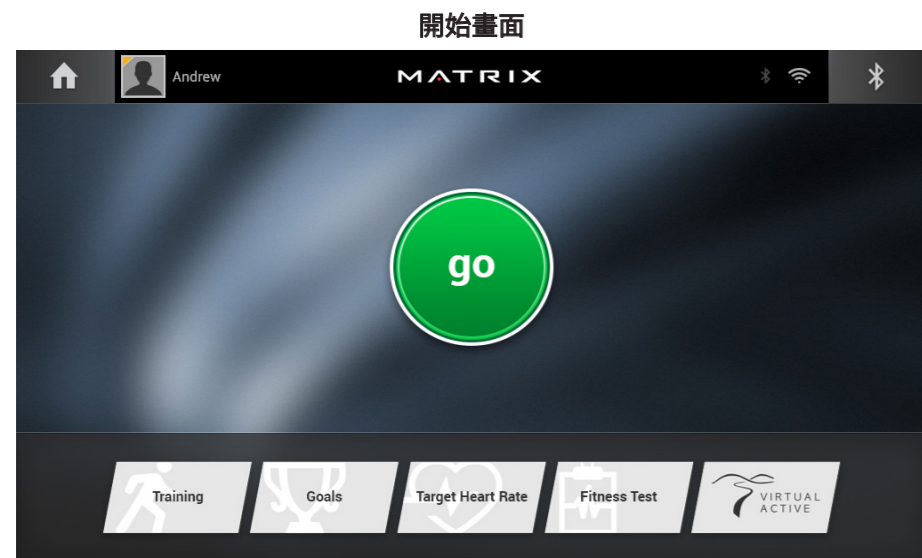 開始畫面
Andrew
MATRIX
go
Training
Goals
Target Heart Rate
Fitness Test
VIRTUAL
ACTIVE